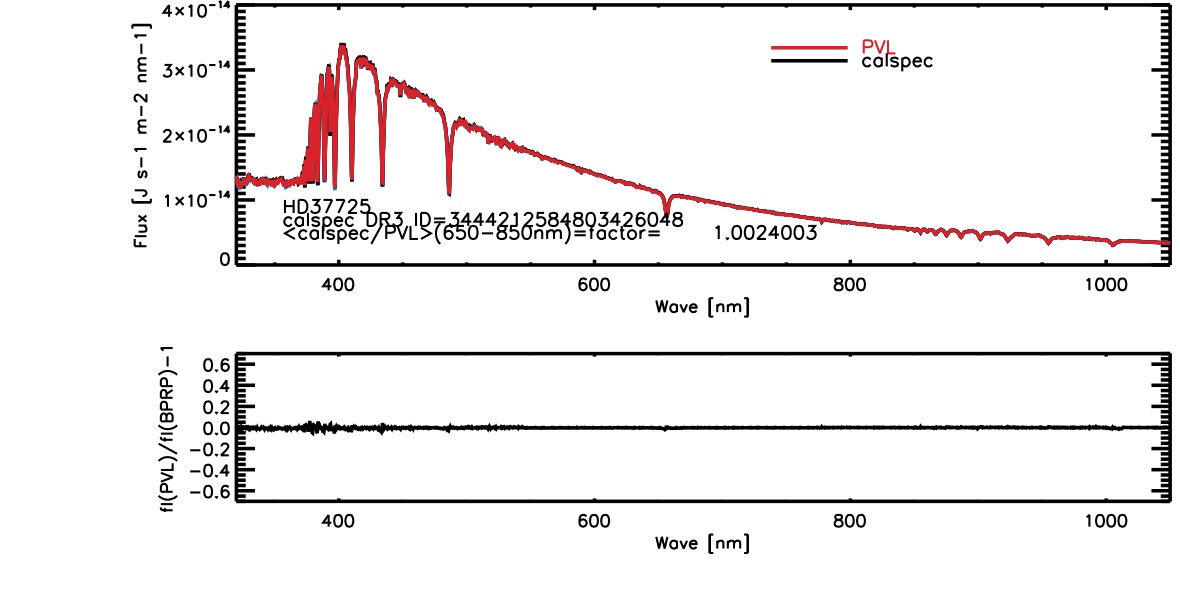 4×10−14
3×10−14
2×10−14
1×10−14
0
Flux [J s−1 m−2 nm−1]
PVL
calspec
HD37725
calspec DR3 ID=3444212584803426048
<calspec/PVL>(650−850nm)=factor= 1.0024003
400 600 800 1000
Wave [nm]
0.6
0.4
0.2
0.0
−0.2
−0.4
−0.6
fl(PVL)/fl(BPRP)−1
400 600 800 1000
Wave [nm]